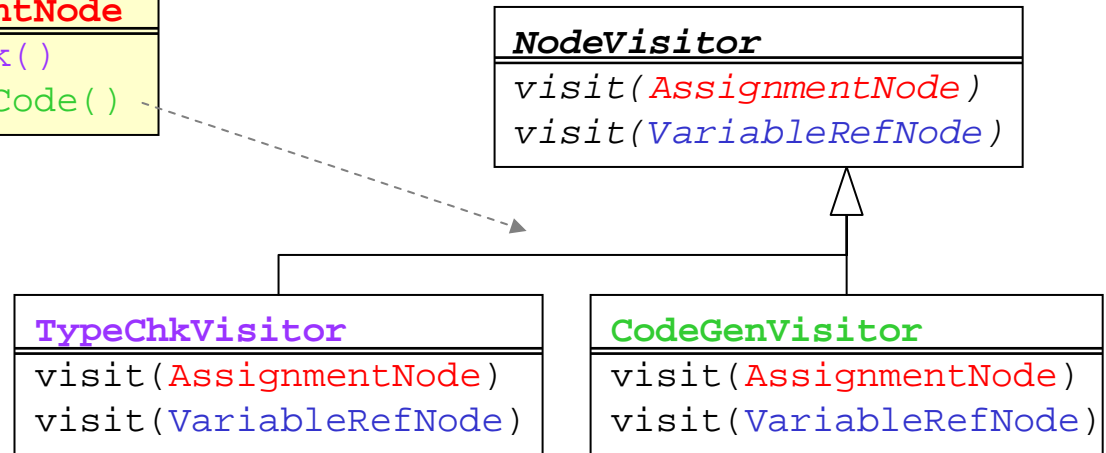 ntNode
k()
Code()
NodeVisitor
visit(AssignmentNode)
visit(VariableRefNode)
TypeChkVisitor
visit(AssignmentNode)
visit(VariableRefNode)
CodeGenVisitor
visit(AssignmentNode)
visit(VariableRefNode)